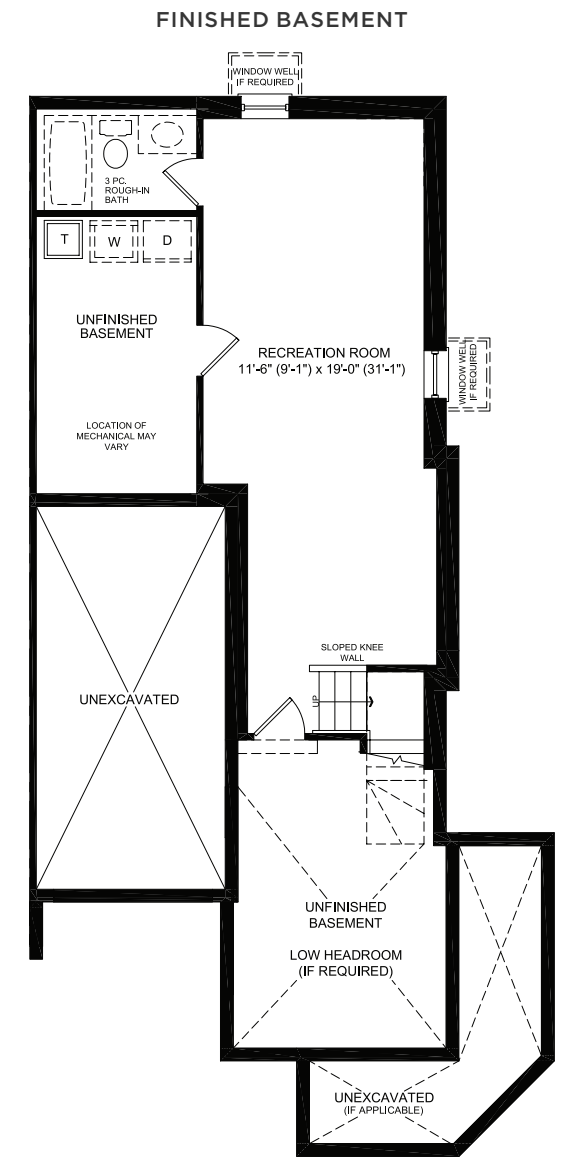 FINISHED BASEMENT
WINDOW WELL
IF REQUIRED
3 PC.
ROUGH-IN
BATH
T
W
D
UNFINISHED
BASEMENT
LOCATION OF
MECHANICAL MAY
VARY
RECREATION ROOM
11'-6" (9'-1") x 19'-0" (31'-1")
WINDOW WELL
IF REQUIRED
SLOPED KNEE
WALL
UP
UNEXCAVATED
UNFINISHED
BASEMENT
LOW HEADROOM
(IF REQUIRED)
UNEXCAVATED
(IF APPLICABLE)